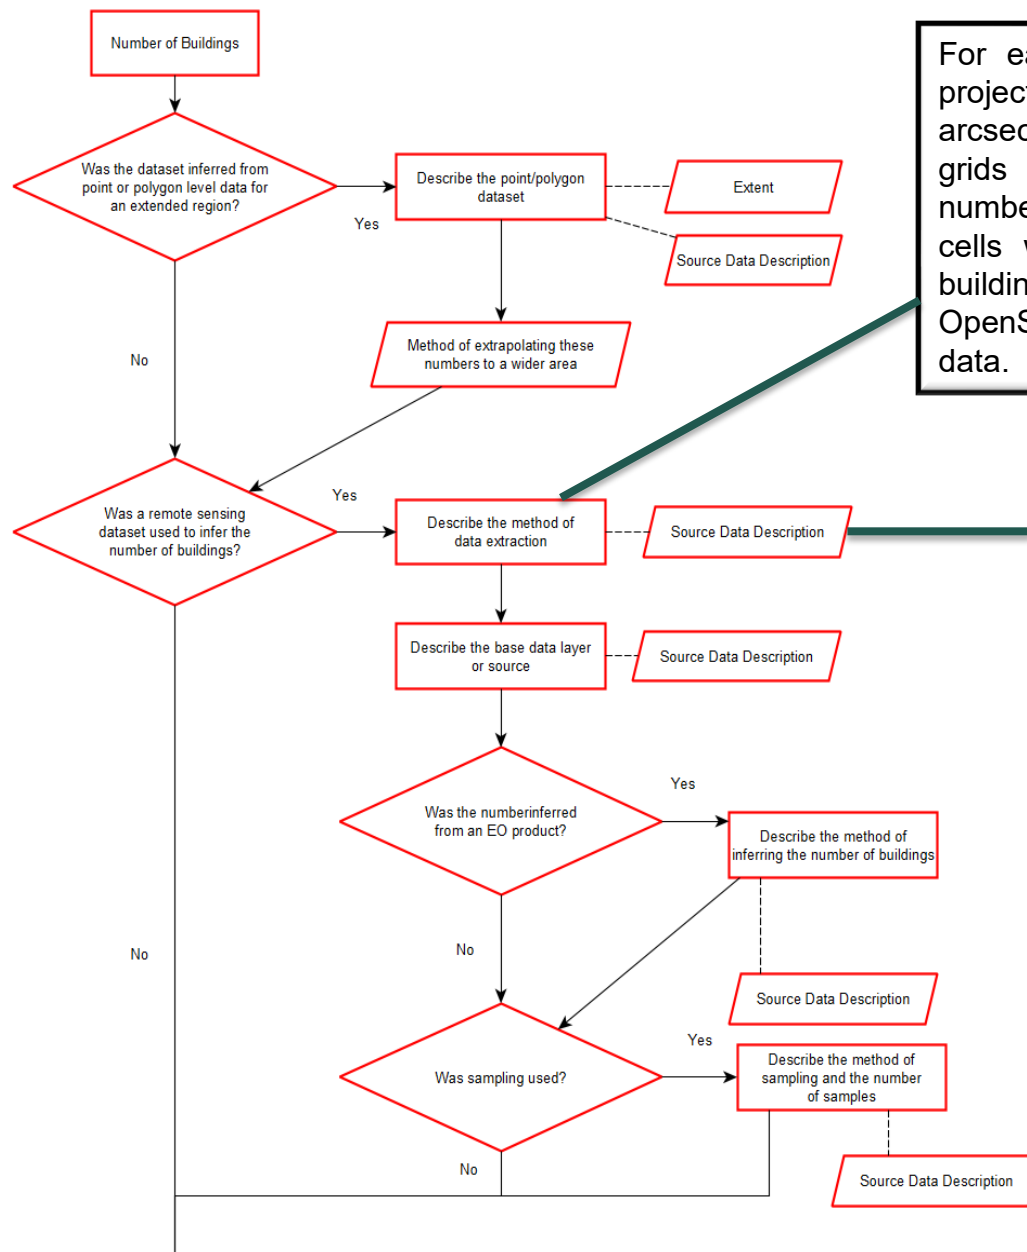 Number of Buildings
Was the dataset inferred from
point or polygon level data for
an extended region?
Yes
Describe the point/polygon
dataset
Extent
Source Data Description
For
project
grids
cells
data.
No
Method of extrapolating these
numbers to a wider area
Was a remote sensing
dataset used to infer the
number of buildings?
Yes
Describe the method of
data extraction
Source Data Description
Describe the base data layer
or source
Source Data Description
Was the numberinferred
from an EO product?
Yes
Describe the method of
inferring the number of buildings
No
No
Source Data Description
Was sampling used?
Yes
Describe the method of
sampling and the number
of samples
No
Source Data Description